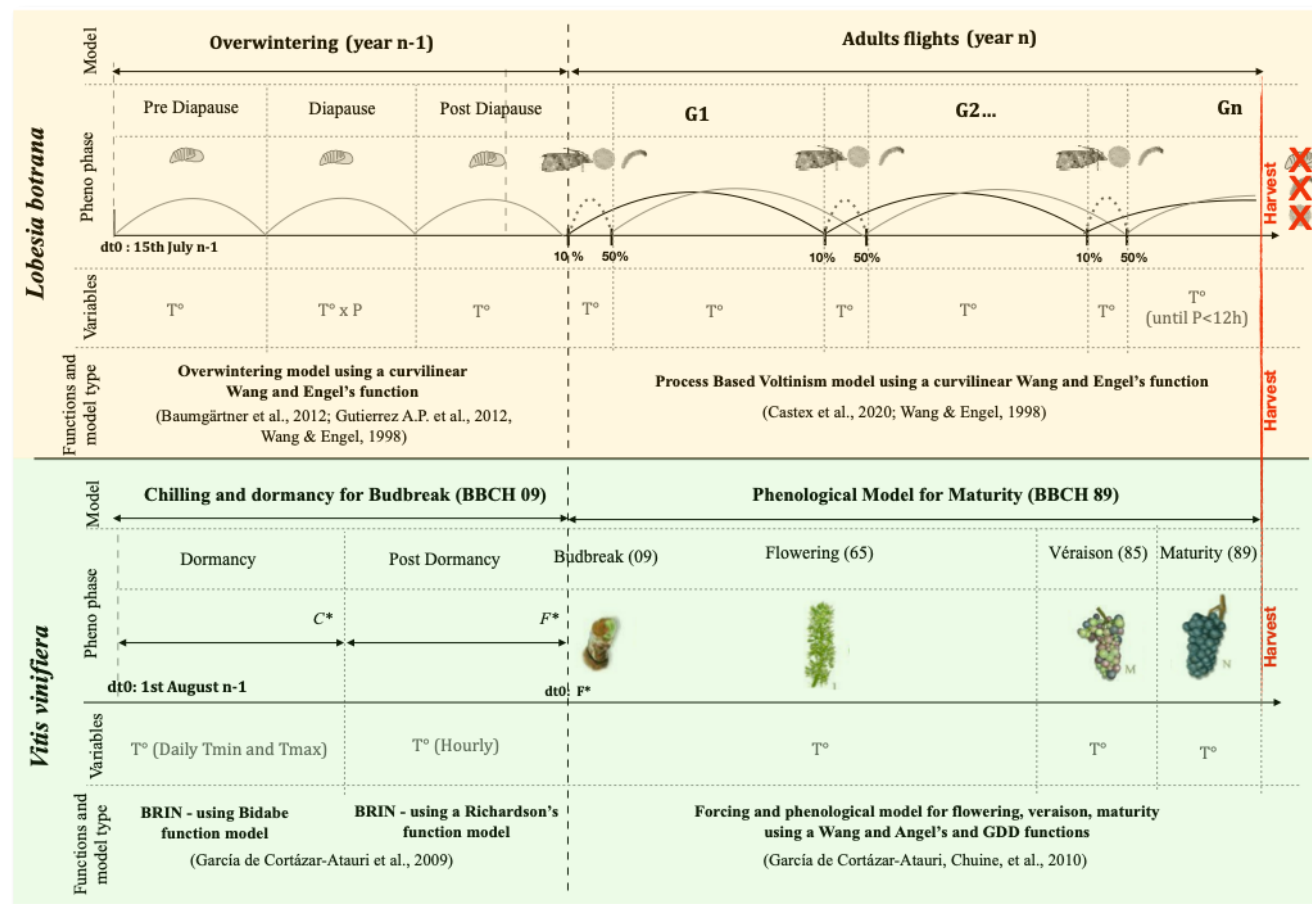 Lobesia botrana
Model
Overwintering (year n-1)
Adults flights (year n)
Pheno phase
Pre Diapause
Diapause
Post Diapause
G1
G2...
Gn
X
X
X
Harvest
dt0 : 15th July n-1
10 %
50%
10%
50%
10%
50%
Variables
T°
T° x P
T°
T°
T°
T°
T°
T°
T°
(until P<12h)
Functions and
model type
Overwintering model using a curvilinear
Wang and Engel's function
(Baumgärtner et al., 2012; Gutierrez A.P. et al., 2012,
Wang & Engel, 1998)
Process Based Voltinism model using a curvilinear Wang and Engel's function
(Castex et al., 2020; Wang & Engel, 1998)
Harvest
Vitis vinifiera
Model
Chilling and dormancy for Budbreak (BBCH 09)
Phenological Model for Maturity (BBCH 89)
Pheno phase
Dormancy
Post Dormancy
Budbreak (09)
Flowering (65)
Véraison (85)
Maturity (89)
C*
F*
I
M
N
Harvest
dt0: 1st August n-1
dt0: F*
Variables
T° (Daily Tmin and Tmax)
T° (Hourly)
T°
T°
T°
Functions and
model type
BRIN - using Bidabe
function model
BRIN - using a Richardson's
function model
(García de Cortázar-Atauri et al., 2009)
Forcing and phenological model for flowering, veraison, maturity
using a Wang and Angel's and GDD functions
(García de Cortázar-Atauri, Chuine, et al., 2010)